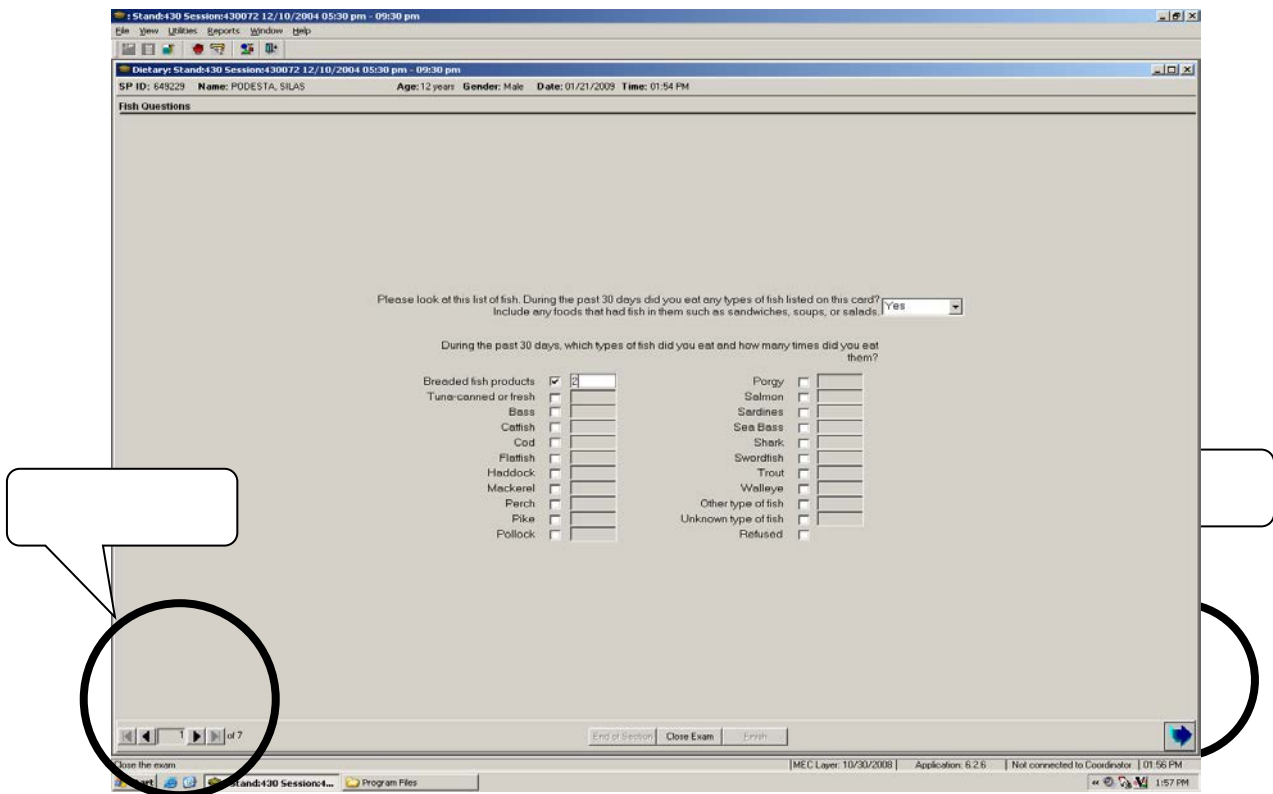 : Stand:430 Session:430072 12/10/2004 05:30 pm - 09:30 pm
File View Utilities Reports Window Help
Dietary: Stand:430 Session:430072 12/10/2004 05:30 pm - 09:30 pm
SP ID: 649229 Name: PODESTA, SILAS Age: 12 years Gender: Male Date: 01/21/2009 Time: 01:54 PM
Fish Questions
Please look at this list of fish. During the past 30 days did you eat any types of fish listed on this card?
Include any foods that had fish in them such as sandwiches, soups, or salads. Yes
During the past 30 days, which types of fish did you eat and how many times did you eat
them?
Breaded fish products 2 Porgy
Tuna-canned or fresh Salmon
Bass Sardines
Catfish Sea Bass
Cod Shark
Flatfish Swordfish
Haddock Trout
Mackerel Walleye
Perch Other type of fish
Pike Unknown type of fish
Pollock Refused
1 of 7 End of Section Close Exam Finish
Close the exam MEC Layer: 10/30/2008 Application: 6.2.6 Not connected to Coordinator 01:56 PM
Start Stand:430 Session:4... Program Files « 1:57 PM